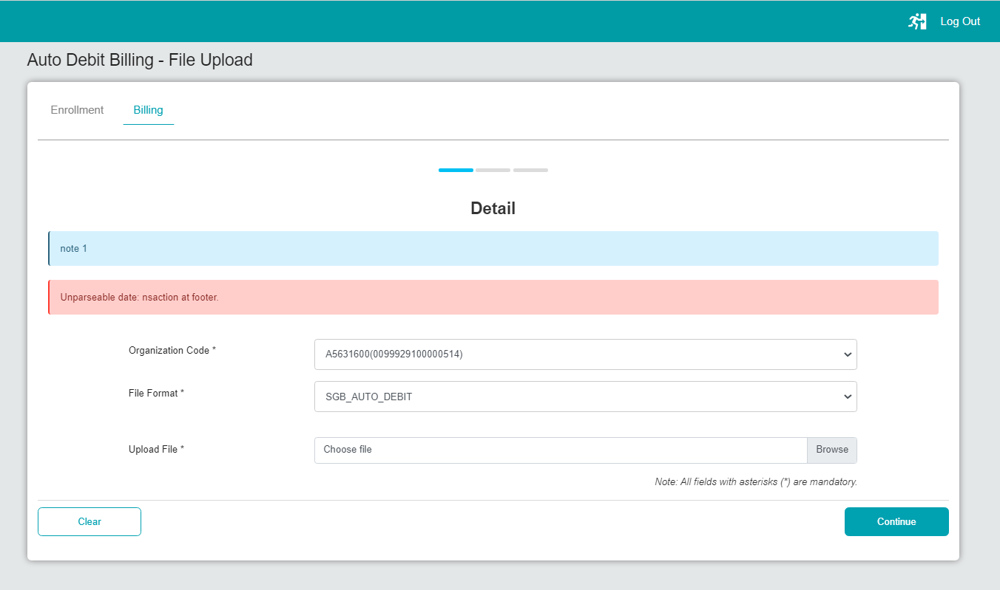 Log Out
Auto Debit Billing - File Upload
Enrollment
Billing
Detail
note 1
Unparseable date: nsaction at footer.
Organization Code *
A5631600(0099929100000514)
File Format *
SGB_AUTO_DEBIT
Upload File *
Choose file
Browse
Note: All fields with asterisks (*) are mandatory.
Clear
Continue